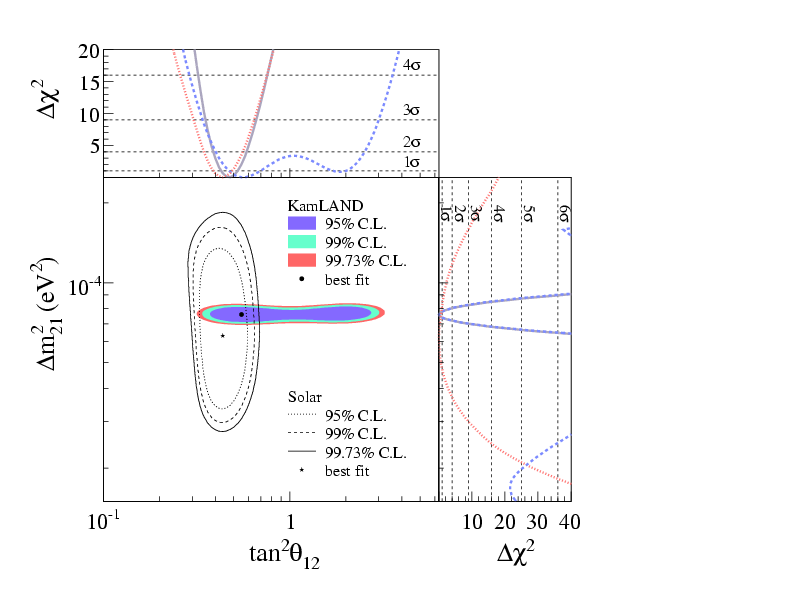 20
15
10
5
Δχ²
4σ
3σ
2σ
1σ
KamLAND
95% C.L.
99% C.L.
99.73% C.L.
best fit
1σ 2σ 3σ 4σ 5σ 6σ
10⁻⁴
Δm²₂₁ (eV²)
Solar
95% C.L.
99% C.L.
99.73% C.L.
best fit
10⁻¹ 1
tan²θ₁₂
10 20 30 40
Δχ²